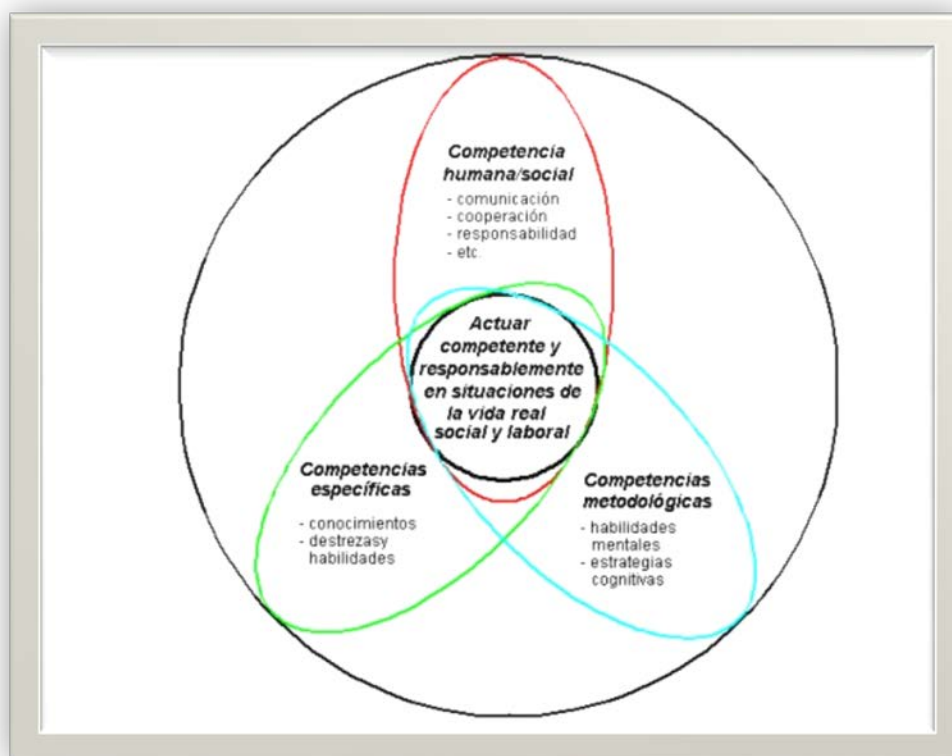 Competencia
humana/social
- comunicación
- cooperación
- responsabilidad
- etc.
Actuar
competente y
responsablemente
en situaciones de
la vida real
social y laboral
Competencias
específicas
- conocimientos
- destrezasy
habilidades
Competencias
metodológicas
- habilidades
mentales
- estrategias
cognitivas